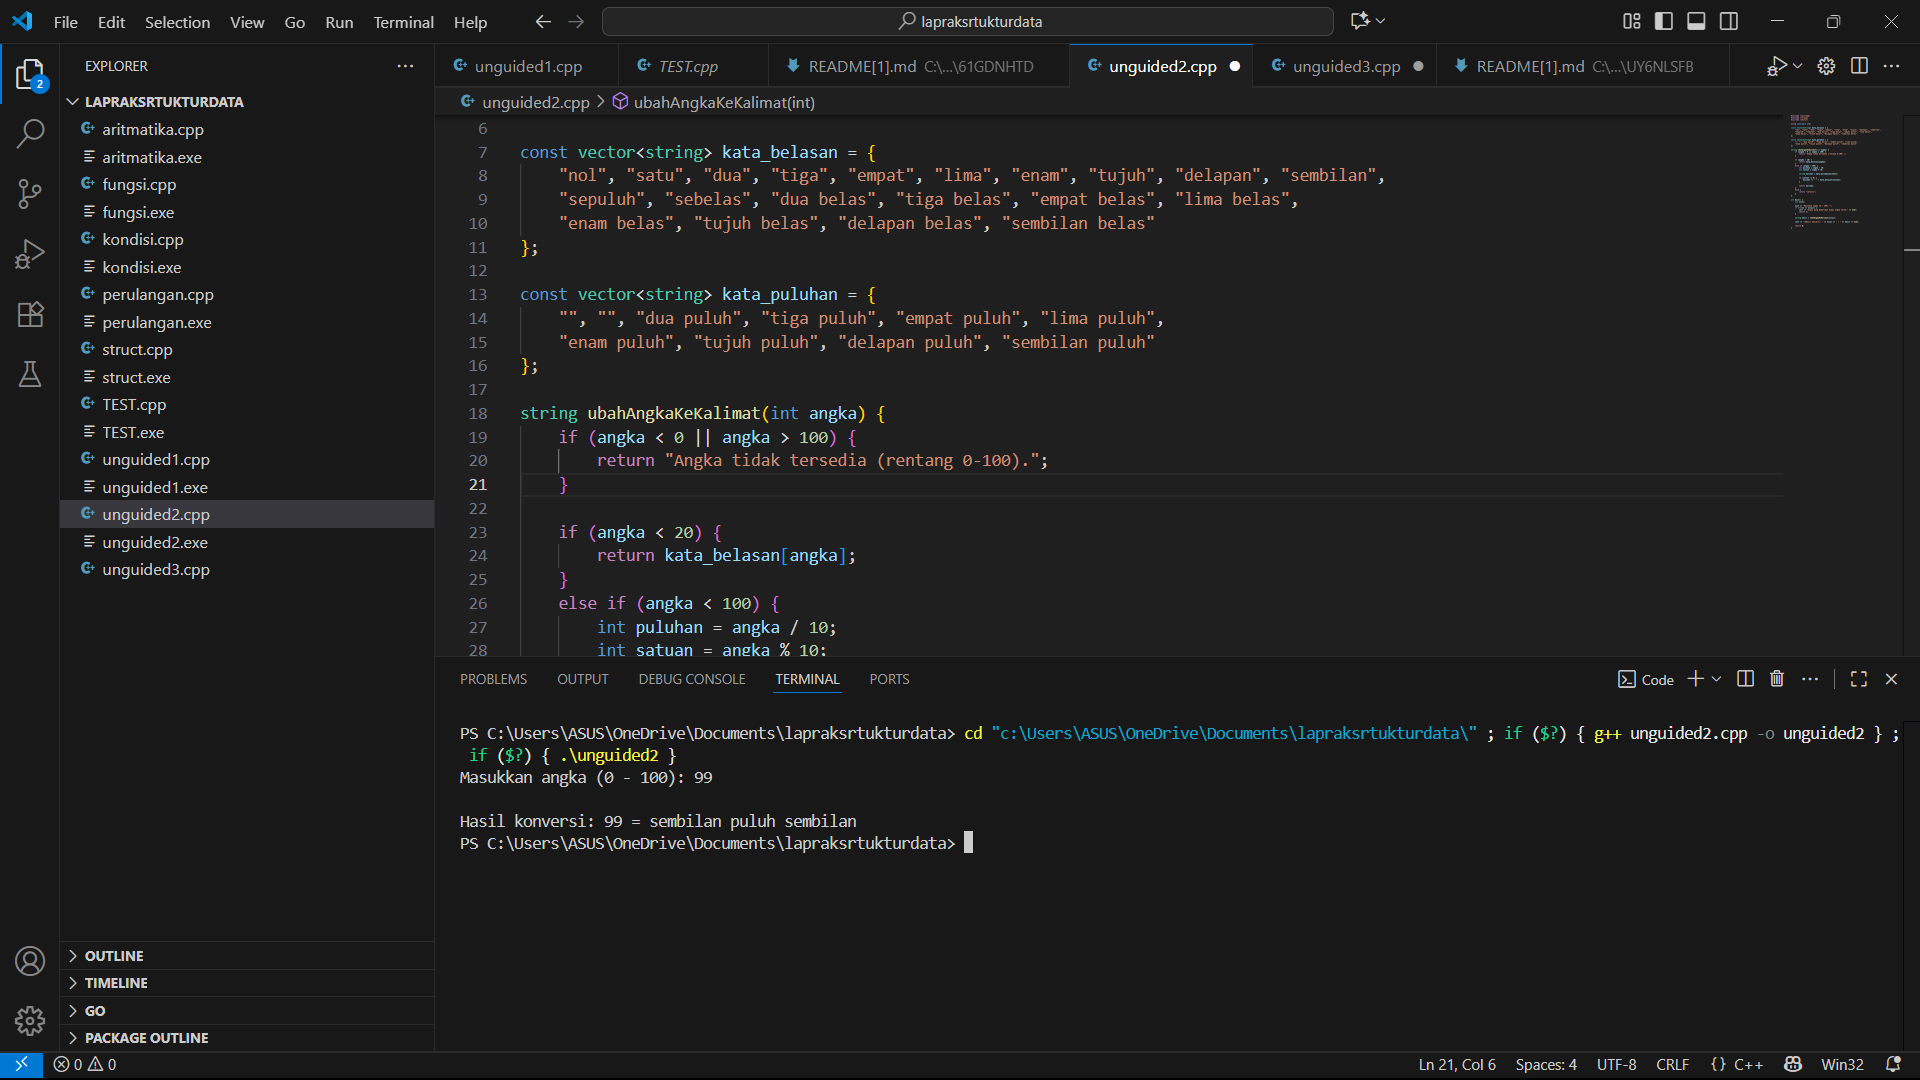 File Edit Selection View Go Run Terminal Help
lapraksrtukturdata
EXPLORER
LAPRAKSRTUKTURDATA
aritmatika.cpp
aritmatika.exe
fungsi.cpp
fungsi.exe
kondisi.cpp
kondisi.exe
perulangan.cpp
perulangan.exe
struct.cpp
struct.exe
TEST.cpp
TEST.exe
unguided1.cpp
unguided1.exe
unguided2.cpp
unguided2.exe
unguided3.cpp
OUTLINE
TIMELINE
GO
PACKAGE OUTLINE
2
unguided1.cpp TEST.cpp README[1].md C:\...\61GDNHTD unguided2.cpp unguided3.cpp README[1].md C:\...\UY6NLSFB
unguided2.cpp > ubahAngkaKeKalimat(int)
6
7 const vector<string> kata_belasan = {
8 "nol", "satu", "dua", "tiga", "empat", "lima", "enam", "tujuh", "delapan", "sembilan",
9 "sepuluh", "sebelas", "dua belas", "tiga belas", "empat belas", "lima belas",
10 "enam belas", "tujuh belas", "delapan belas", "sembilan belas"
11 };
12
13 const vector<string> kata_puluhan = {
14 "", "", "dua puluh", "tiga puluh", "empat puluh", "lima puluh",
15 "enam puluh", "tujuh puluh", "delapan puluh", "sembilan puluh"
16 };
17
18 string ubahAngkaKeKalimat(int angka) {
19 if (angka < 0 || angka > 100) {
20 return "Angka tidak tersedia (rentang 0-100).";
21 }
22
23 if (angka < 20) {
24 return kata_belasan[angka];
25 }
26 else if (angka < 100) {
27 int puluhan = angka / 10;
28 int satuan = angka % 10;
PROBLEMS OUTPUT DEBUG CONSOLE TERMINAL PORTS Code
PS C:\Users\ASUS\OneDrive\Documents\lapraksrtukturdata> cd "c:\Users\ASUS\OneDrive\Documents\lapraksrtukturdata\" ; if ($?) { g++ unguided2.cpp -o unguided2 } ;
if ($?) { .\unguided2 }
Masukkan angka (0 - 100): 99
Hasil konversi: 99 = sembilan puluh sembilan
PS C:\Users\ASUS\OneDrive\Documents\lapraksrtukturdata>
0 0 Ln 21, Col 6 Spaces: 4 UTF-8 CRLF {} C++ Win32